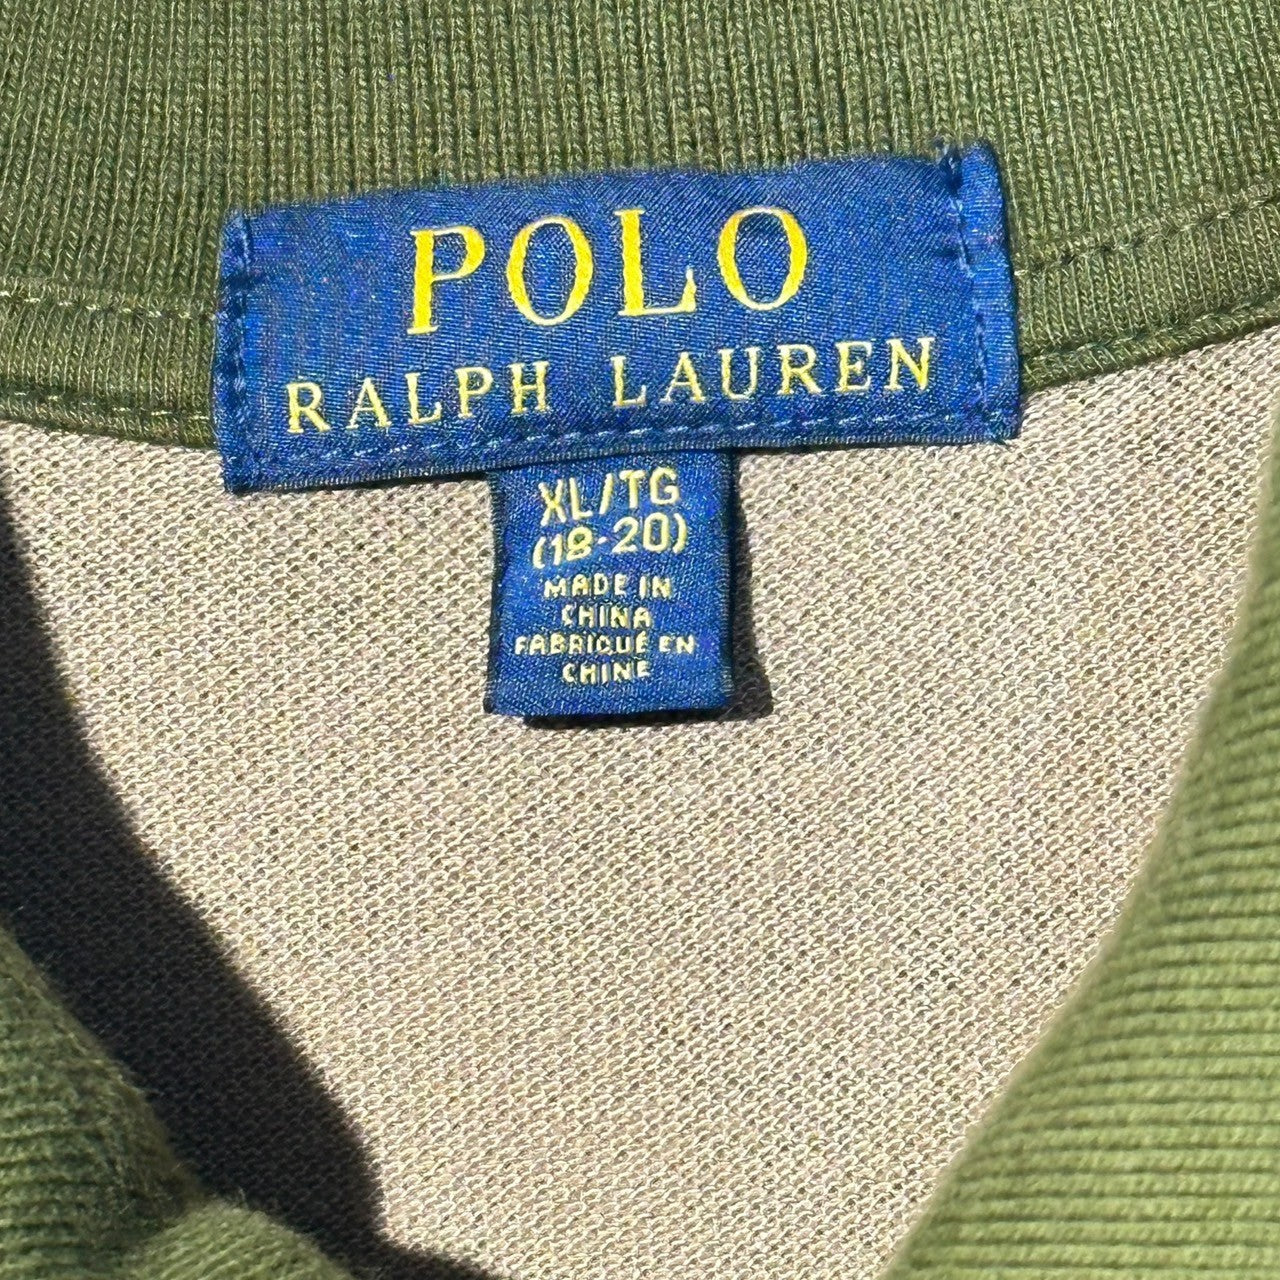 POLO
RALPH LAUREN
XL/TG
(18-20)
MADE IN
CHINA
FABRIQUÉ EN
CHINE